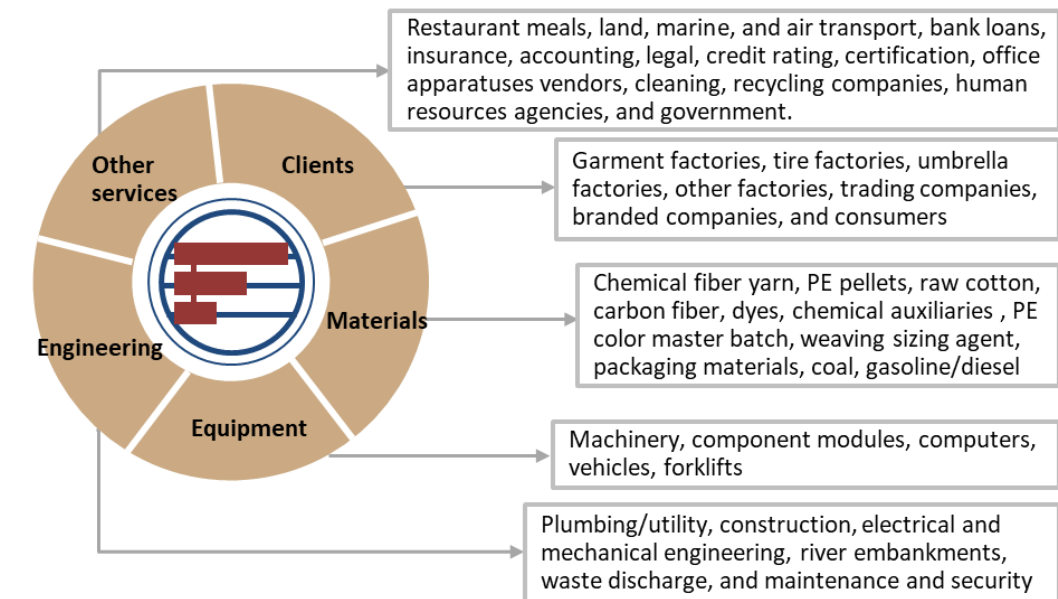 Restaurant meals, land, marine, and air transport, bank loans,
insurance, accounting, legal, credit rating, certification, office
apparatuses vendors, cleaning, recycling companies, human
resources agencies, and government.
Other
services
Clients
Garment factories, tire factories, umbrella
factories, other factories, trading companies,
branded companies, and consumers
Materials
Chemical fiber yarn, PE pellets, raw cotton,
carbon fiber, dyes, chemical auxiliaries , PE
color master batch, weaving sizing agent,
packaging materials, coal, gasoline/diesel
Engineering
Equipment
Machinery, component modules, computers,
vehicles, forklifts
Plumbing/utility, construction, electrical and
mechanical engineering, river embankments,
waste discharge, and maintenance and security